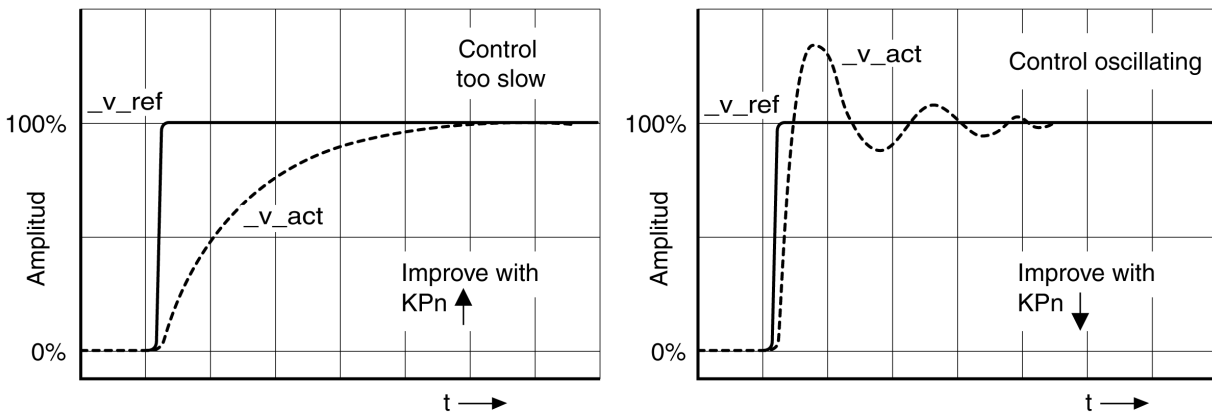 Control
too slow
_v_ref
100%
_v_act
Amplitud
Improve with
KPn
0%
t
_v_act
Control oscillating
_v_ref
100%
Amplitud
Improve with
KPn
0%
t